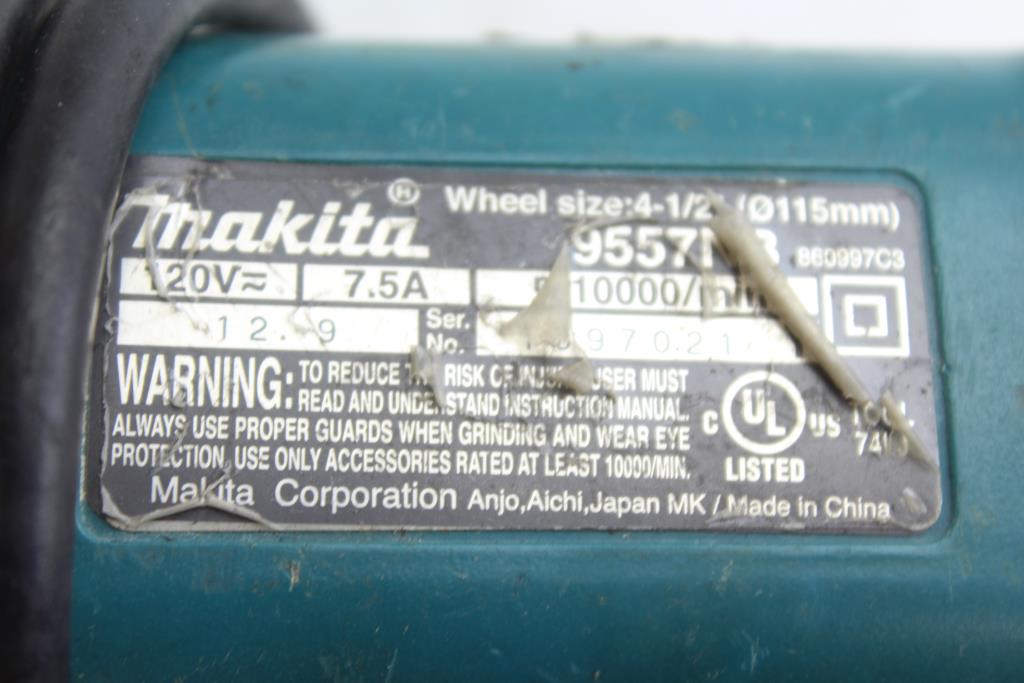 Makita® Wheel size:4-1/2" (Ø115mm)
860997C3
120V 7.5A 10000/min
12. 9 Ser. No.
WARNING: TO REDUCE THE RISK OF INJURY, USER MUST
READ AND UNDERSTAND INSTRUCTION MANUAL.
ALWAYS USE PROPER GUARDS WHEN GRINDING AND WEAR EYE
PROTECTION, USE ONLY ACCESSORIES RATED AT LEAST 10000/MIN.
C UL US
LISTED
Makita Corporation Anjo,Aichi,Japan MK / Made in China